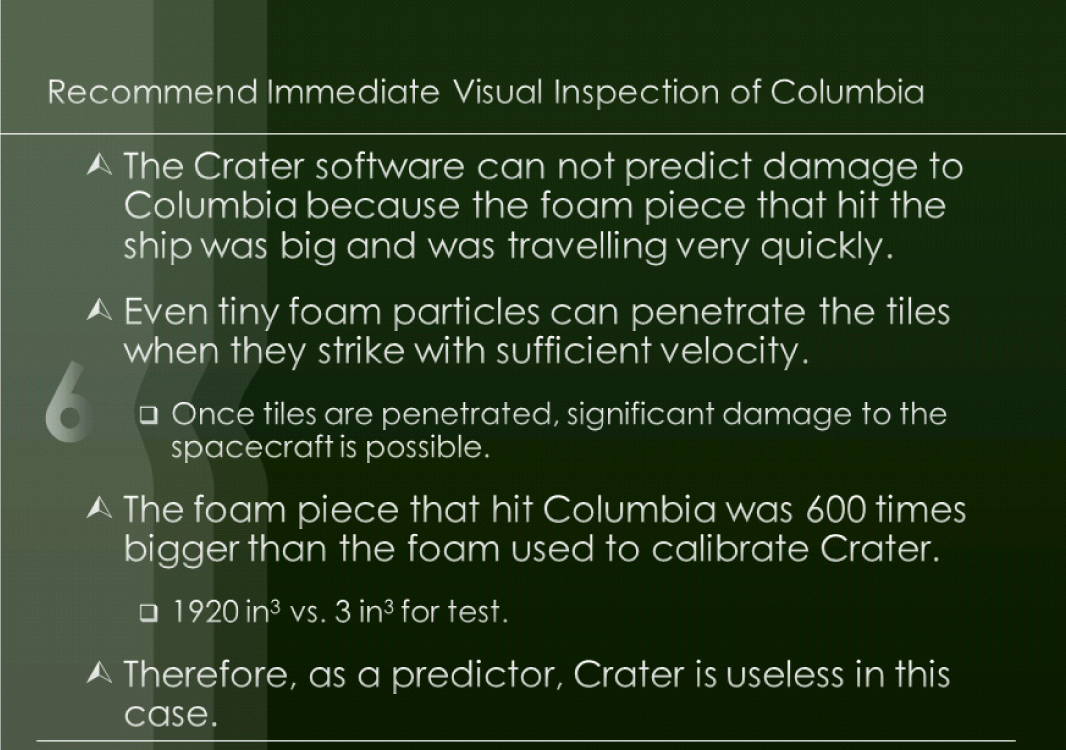 Recommend Immediate Visual Inspection of Columbia
The Crater software can not predict damage to
Columbia because the foam piece that hit the
ship was big and was travelling very quickly.
Even tiny foam particles can penetrate the tiles
when they strike with sufficient velocity.
6
Once tiles are penetrated, significant damage to the
spacecraft is possible.
The foam piece that hit Columbia was 600 times
bigger than the foam used to calibrate Crater.
1920 in³ vs. 3 in³ for test.
Therefore, as a predictor, Crater is useless in this
case.